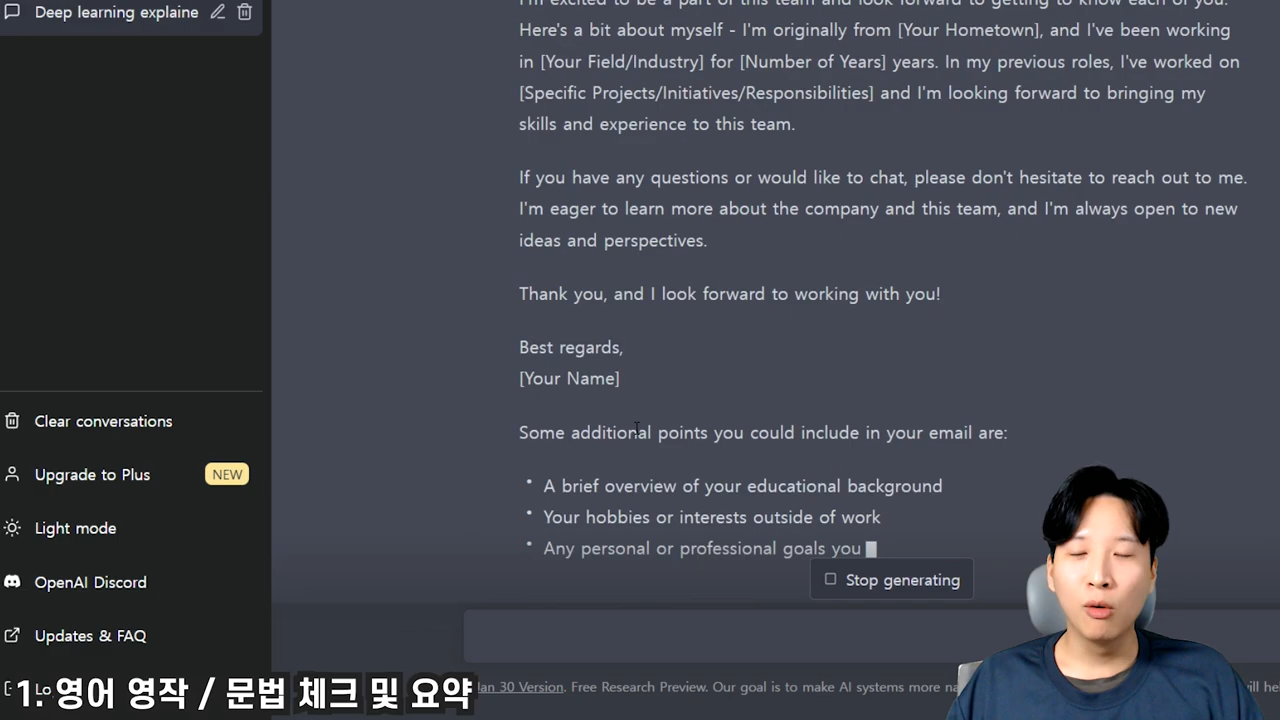 Deep learning explaine
I'm excited to be a part of this team and look forward to getting to know each of you.
Here's a bit about myself - I'm originally from [Your Hometown], and I've been working
in [Your Field/Industry] for [Number of Years] years. In my previous roles, I've worked on
[Specific Projects/Initiatives/Responsibilities] and I'm looking forward to bringing my
skills and experience to this team.
If you have any questions or would like to chat, please don't hesitate to reach out to me.
I'm eager to learn more about the company and this team, and I'm always open to new
ideas and perspectives.
Thank you, and I look forward to working with you!
Best regards,
[Your Name]
Some additional points you could include in your email are:
• A brief overview of your educational background
• Your hobbies or interests outside of work
• Any personal or professional goals you
Stop generating
Clear conversations
Upgrade to Plus NEW
Light mode
OpenAI Discord
Updates & FAQ
Lo
1. 영어 영작 / 문법 체크 및 요약
lan 30 Version. Free Research Preview. Our goal is to make AI systems more na
ill he